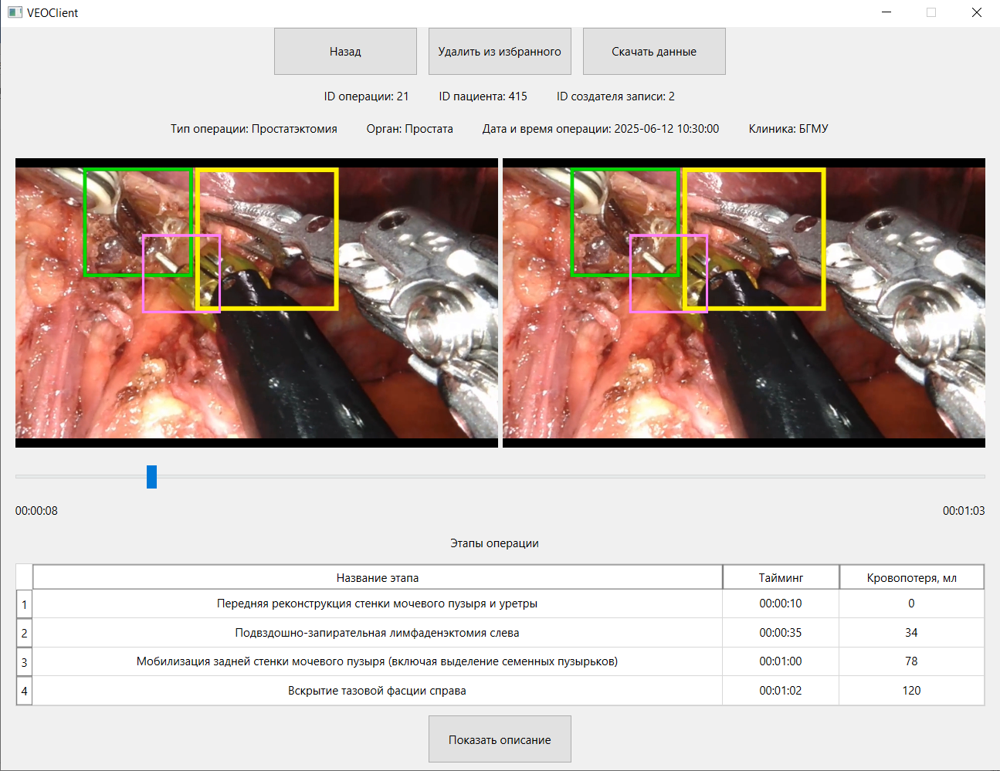 VEOClient
Назад Удалить из избранного Скачать данные
ID операции: 21 ID пациента: 415 ID создателя записи: 2
Тип операции: Простатэктомия Орган: Простата Дата и время операции: 2025-06-12 10:30:00 Клиника: БГМУ
00:00:08 00:01:03
Этапы операции
Название этапа Тайминг Кровопотеря, мл
1 Передняя реконструкция стенки мочевого пузыря и уретры 00:00:10 0
2 Подвздошно-запирательная лимфаденэктомия слева 00:00:35 34
3 Мобилизация задней стенки мочевого пузыря (включая выделение семенных пузырьков) 00:01:00 78
4 Вскрытие тазовой фасции справа 00:01:02 120
Показать описание